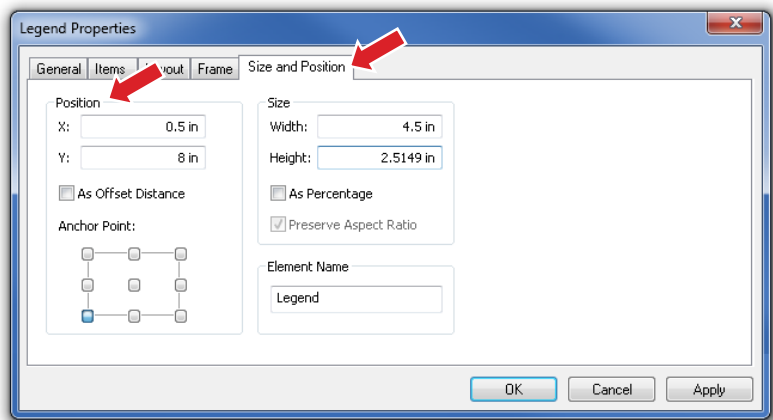 Legend Properties
General Items Layout Frame Size and Position
Position
X: 0.5 in
Y: 8 in
As Offset Distance
Anchor Point:
Size
Width: 4.5 in
Height: 2.5149 in
As Percentage
Preserve Aspect Ratio
Element Name
Legend
OK Cancel Apply